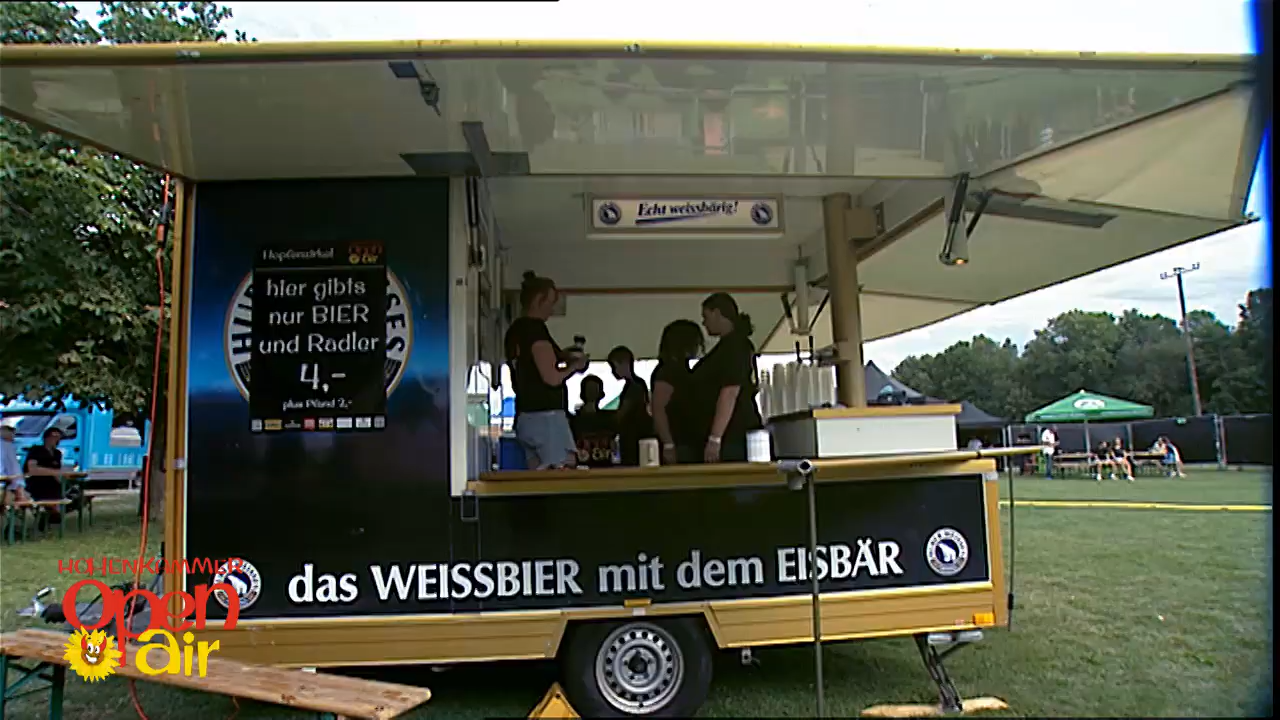 Echt weissbärig!
Hopfenzirkel
hier gibts
nur BIER
und Radler
4,-
plus Pfand 2,-
das WEISSBIER mit dem EISBÄR
HOHENKAMMER
Open
air